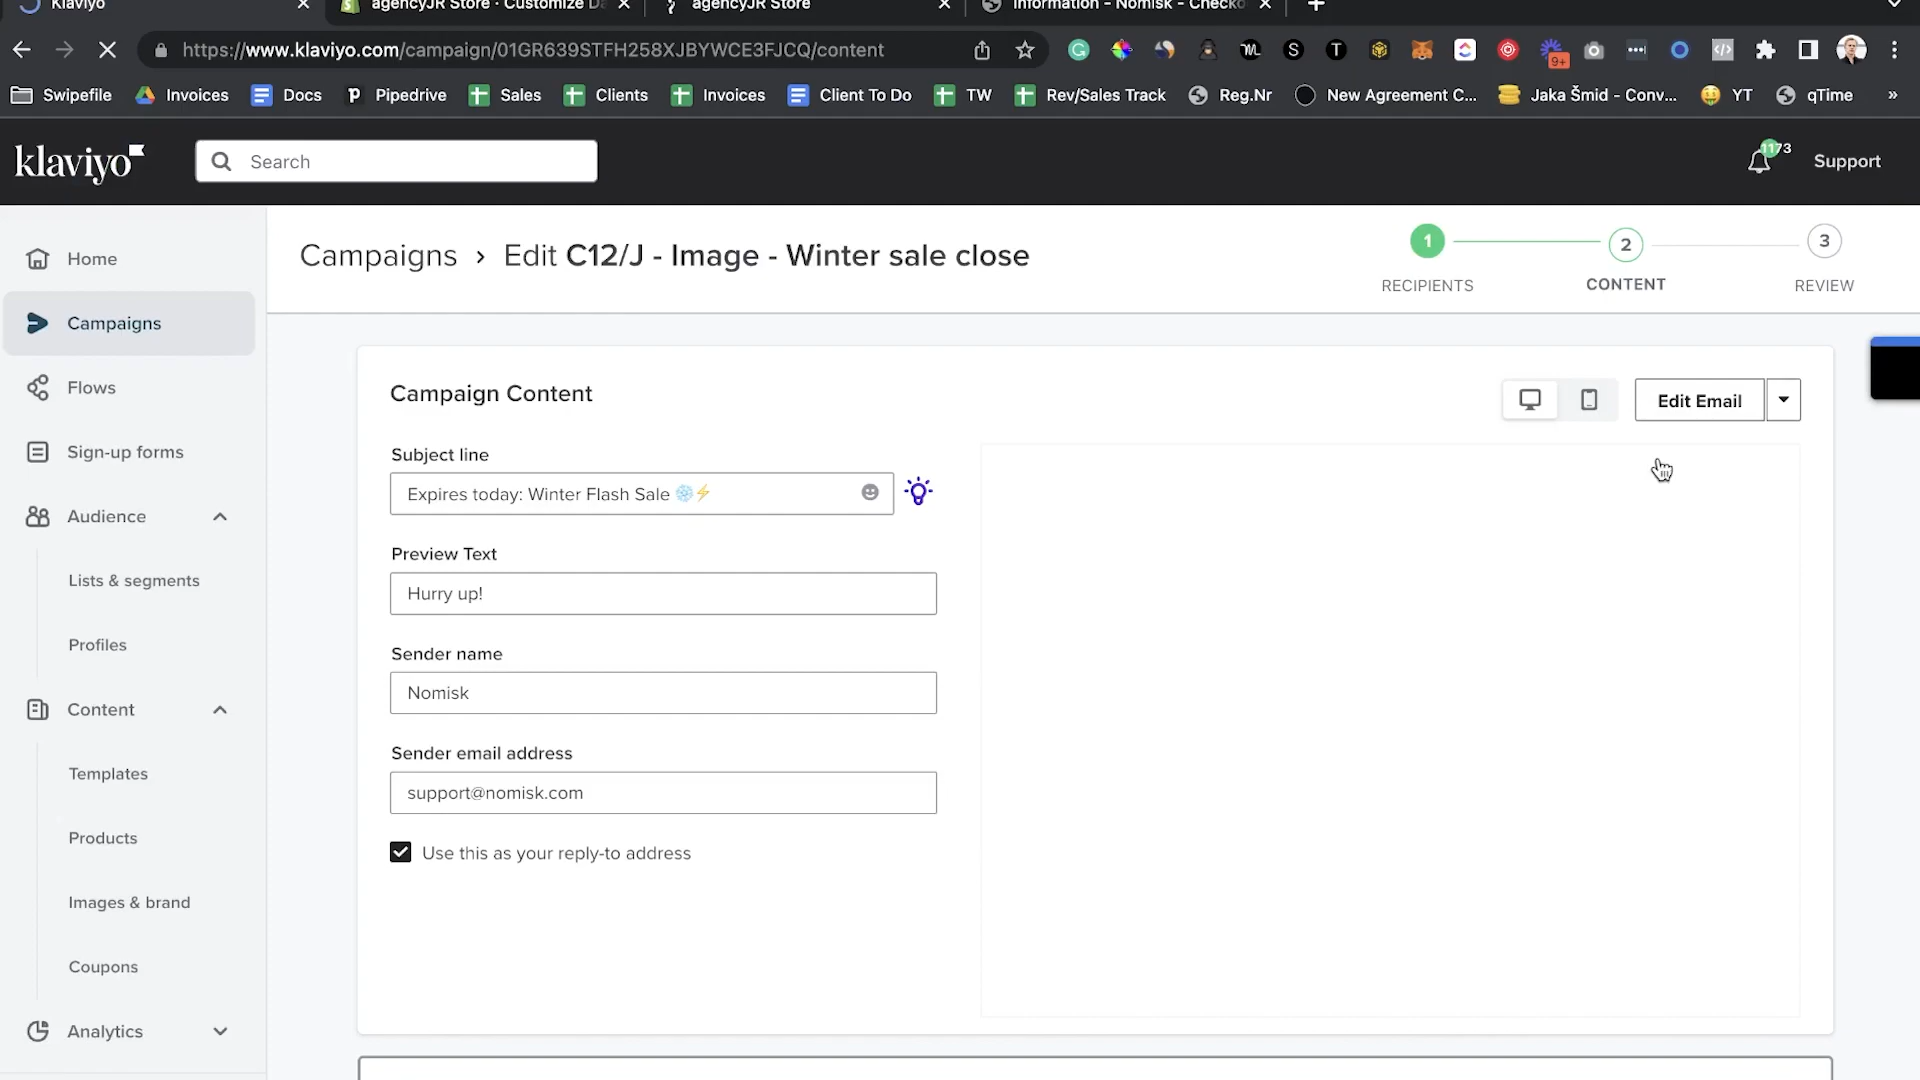 Klaviyo
agencyJR Store · Customize Da
agencyJR Store
Information - Nomisk - Checko
https://www.klaviyo.com/campaign/01GR639STFH258XJBYWCE3FJCQ/content
9+
Swipefile
Invoices
Docs
Pipedrive
Sales
Clients
Invoices
Client To Do
TW
Rev/Sales Track
Reg.Nr
New Agreement C...
Jaka Šmid - Conv...
YT
qTime
»
klaviyo
Search
1173
Support
Home
Campaigns
Flows
Sign-up forms
Audience
Lists & segments
Profiles
Content
Templates
Products
Images & brand
Coupons
Analytics
Campaigns › Edit C12/J - Image - Winter sale close
1
2
3
RECIPIENTS
CONTENT
REVIEW
Campaign Content
Edit Email
Subject line
Expires today: Winter Flash Sale ❄️⚡
Preview Text
Hurry up!
Sender name
Nomisk
Sender email address
support@nomisk.com
Use this as your reply-to address